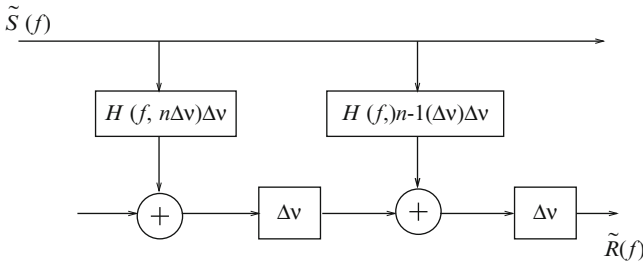 S̃ (f)
H (f, nΔν)Δν
H (f,)n-1(Δν)Δν
+
Δν
+
Δν
R̃(f)